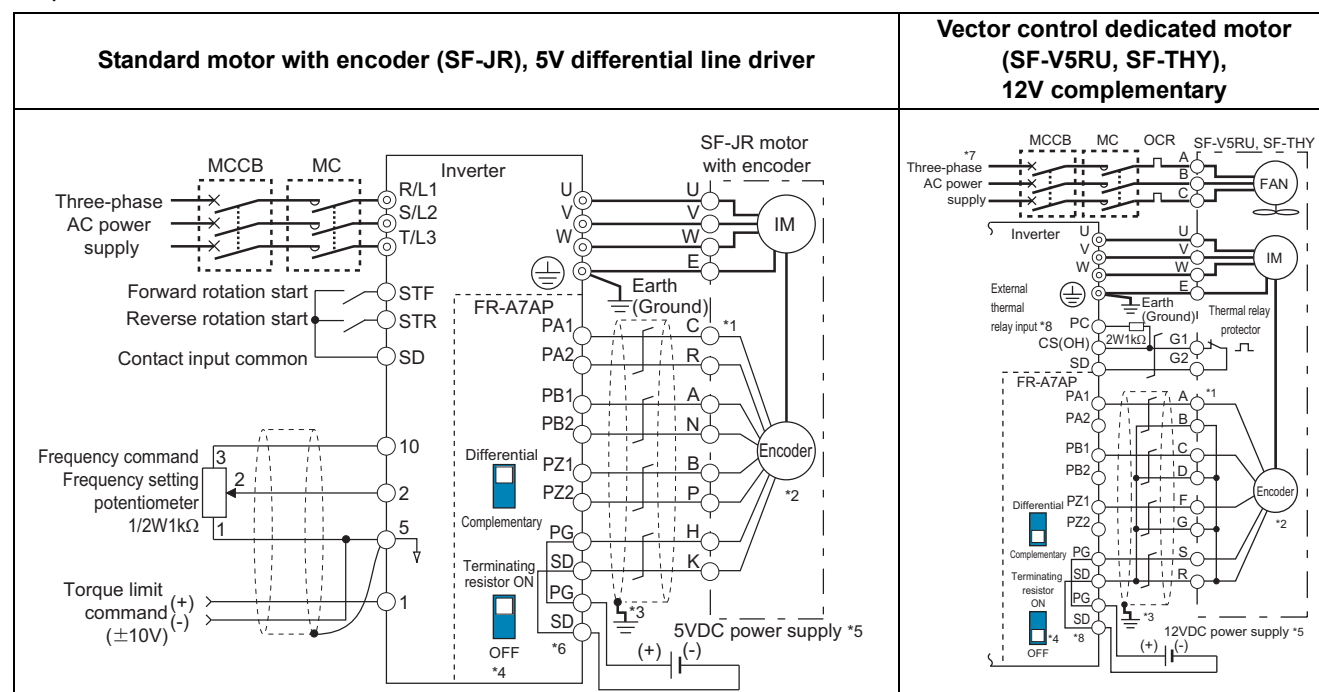 Standard motor with encoder (SF-JR), 5V differential line driver
Vector control dedicated motor
(SF-V5RU, SF-THY),
12V complementary
SF-JR motor
with encoder
MCCB
MC
Inverter
Three-phase
AC power
supply
R/L1
S/L2
T/L3
U
V
W
U
V
W
E
IM
Earth
(Ground)
Forward rotation start
Reverse rotation start
Contact input common
STF
STR
SD
FR-A7AP
PA1
PA2
PB1
PB2
PZ1
PZ2
PG
SD
PG
SD
C
*1
R
A
N
B
P
H
K
Encoder
*2
Differential
Complementary
Terminating
resistor ON
OFF
*4
*6
*3
5VDC power supply *5
(+)
(-)
Frequency command
Frequency setting
potentiometer
1/2W1kΩ
3
2
1
10
2
5
1
Torque limit
command
(±10V)
(+)
(-)
*7
Three-phase
AC power
supply
MCCB
MC
OCR
SF-V5RU, SF-THY
A
B
C
FAN
Inverter
U
V
W
U
V
W
E
IM
External
thermal
relay input *8
Earth
(Ground)
Thermal relay
protector
PC
CS(OH)
SD
2W1kΩ
G1
G2
FR-A7AP
PA1
PA2
PB1
PB2
PZ1
PZ2
PG
SD
PG
SD
A
*1
B
C
D
F
G
S
R
Encoder
*2
Differential
Complementary
Terminating
resistor
ON
OFF
*4
*8
*3
12VDC power supply *5
(+)
(-)